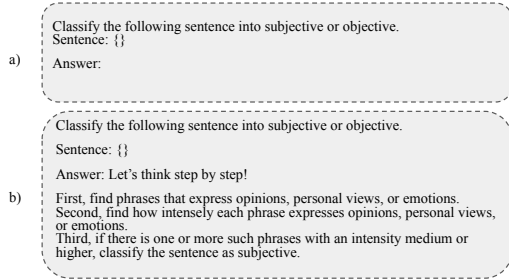 a)
Classify the following sentence into subjective or objective.
Sentence: {}
Answer:
b)
Classify the following sentence into subjective or objective.
Sentence: {}
Answer: Let's think step by step!
First, find phrases that express opinions, personal views, or emotions.
Second, find how intensely each phrase expresses opinions, personal views,
or emotions.
Third, if there is one or more such phrases with an intensity medium or
higher, classify the sentence as subjective.